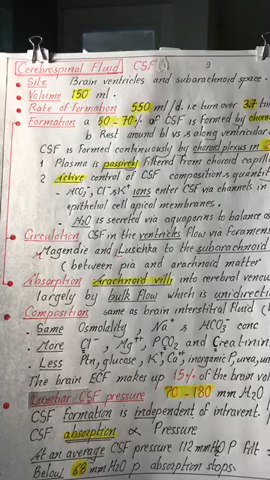 Cerebrospinal Fluid CSF 9
• Site Brain ventricles and subarachnoid space.
• Volume 150 ml.
• Rate of formation 550 ml/d. i.e turn over 3.7
• Formation a 50-70% of CSF is formed by
b Rest around bl vs s along ventricular
CSF is formed continuously by choroid plexus in 2
1 Plasma is passively filtered from choroid capill
2 Active control of CSF composition s quantit
HCO3-, Cl- s K+ ions enter CSF via channels in
epithelial cell apical membranes.
- H2O is secreted via aquaporins to balance os
• Circulation CSF in the ventricles flow via foramens
Magendie and Luschka to the subarachnoid
(between pia and arachnoid matter
• Absorption Arachnoid villi into cerebral venou
largely by bulk flow which is unidirecti
• Composition same as brain interstitial fluid (b
. Same Osmolality, Na+ s HCO3- conc
. More Cl-, Mg++, PCO2 and Creatinin
. Less Ptn, glucose, K+, Ca++, inorganic P, urea, ur
The brain ECF makes up 15% of the brain vol
Lumbar CSF pressure 70-180 mm H2O
CSF formation is independent of intravent.
CSF absorption ∝ Pressure
At an average CSF pressure 112 mmH2O P filt =
Below 68 mmH2O p absorption stops.